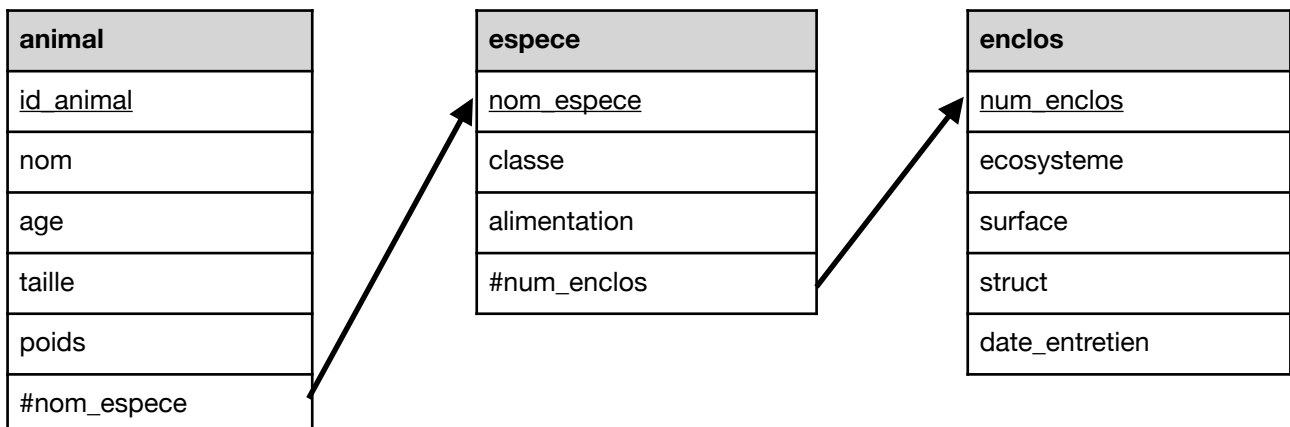 animal
id_animal
nom
age
taille
poids
#nom_espece
espece
nom_espece
classe
alimentation
#num_enclos
enclos
num_enclos
ecosysteme
surface
struct
date_entretien